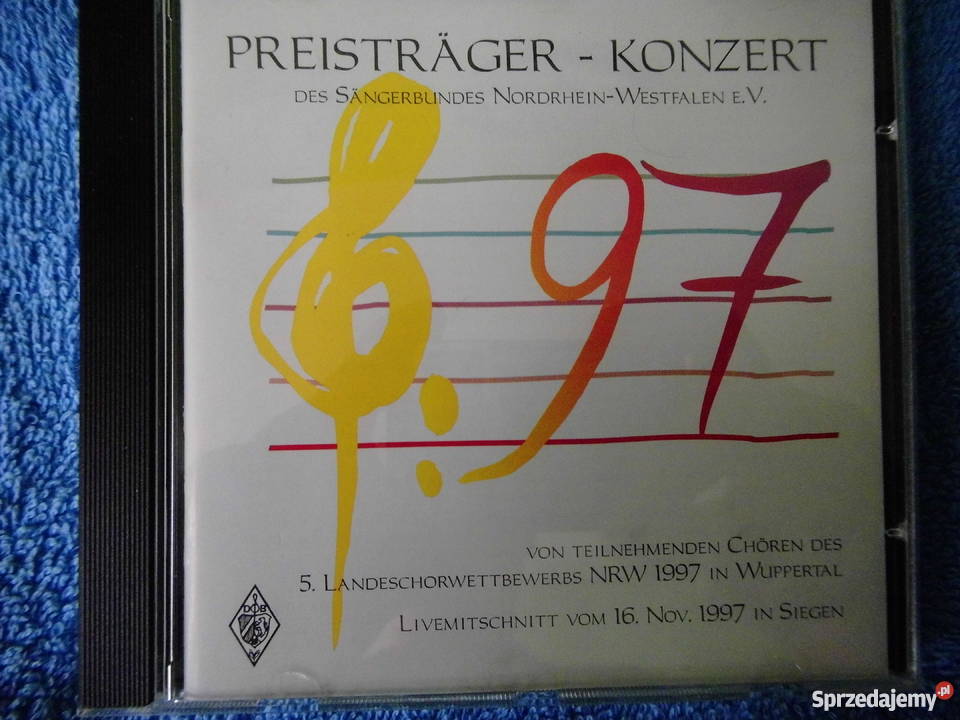 PREISTRÄGER - KONZERT
DES SÄNGERBUNDES NORDRHEIN-WESTFALEN E.V.
97
VON TEILNEHMENDEN CHÖREN DES
5. LANDESCHORWETTBEWERBS NRW 1997 IN WUPPERTAL
LIVEMITSCHNITT VOM 16. NOV. 1997 IN SIEGEN
DSB
Sprzedajemy.pl